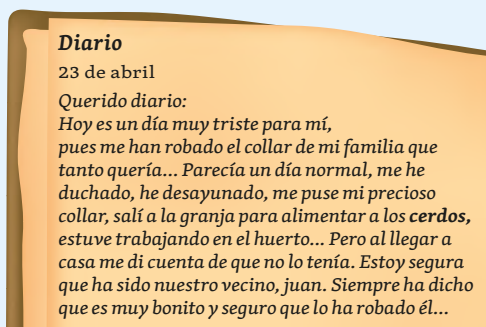 Diario
23 de abril
Querido diario:
Hoy es un día muy triste para mí,
pues me han robado el collar de mi familia que
tanto quería... Parecía un día normal, me he
duchado, he desayunado, me puse mi precioso
collar, salí a la granja para alimentar a los cerdos,
estuve trabajando en el huerto... Pero al llegar a
casa me di cuenta de que no lo tenía. Estoy segura
que ha sido nuestro vecino, juan. Siempre ha dicho
que es muy bonito y seguro que lo ha robado él...